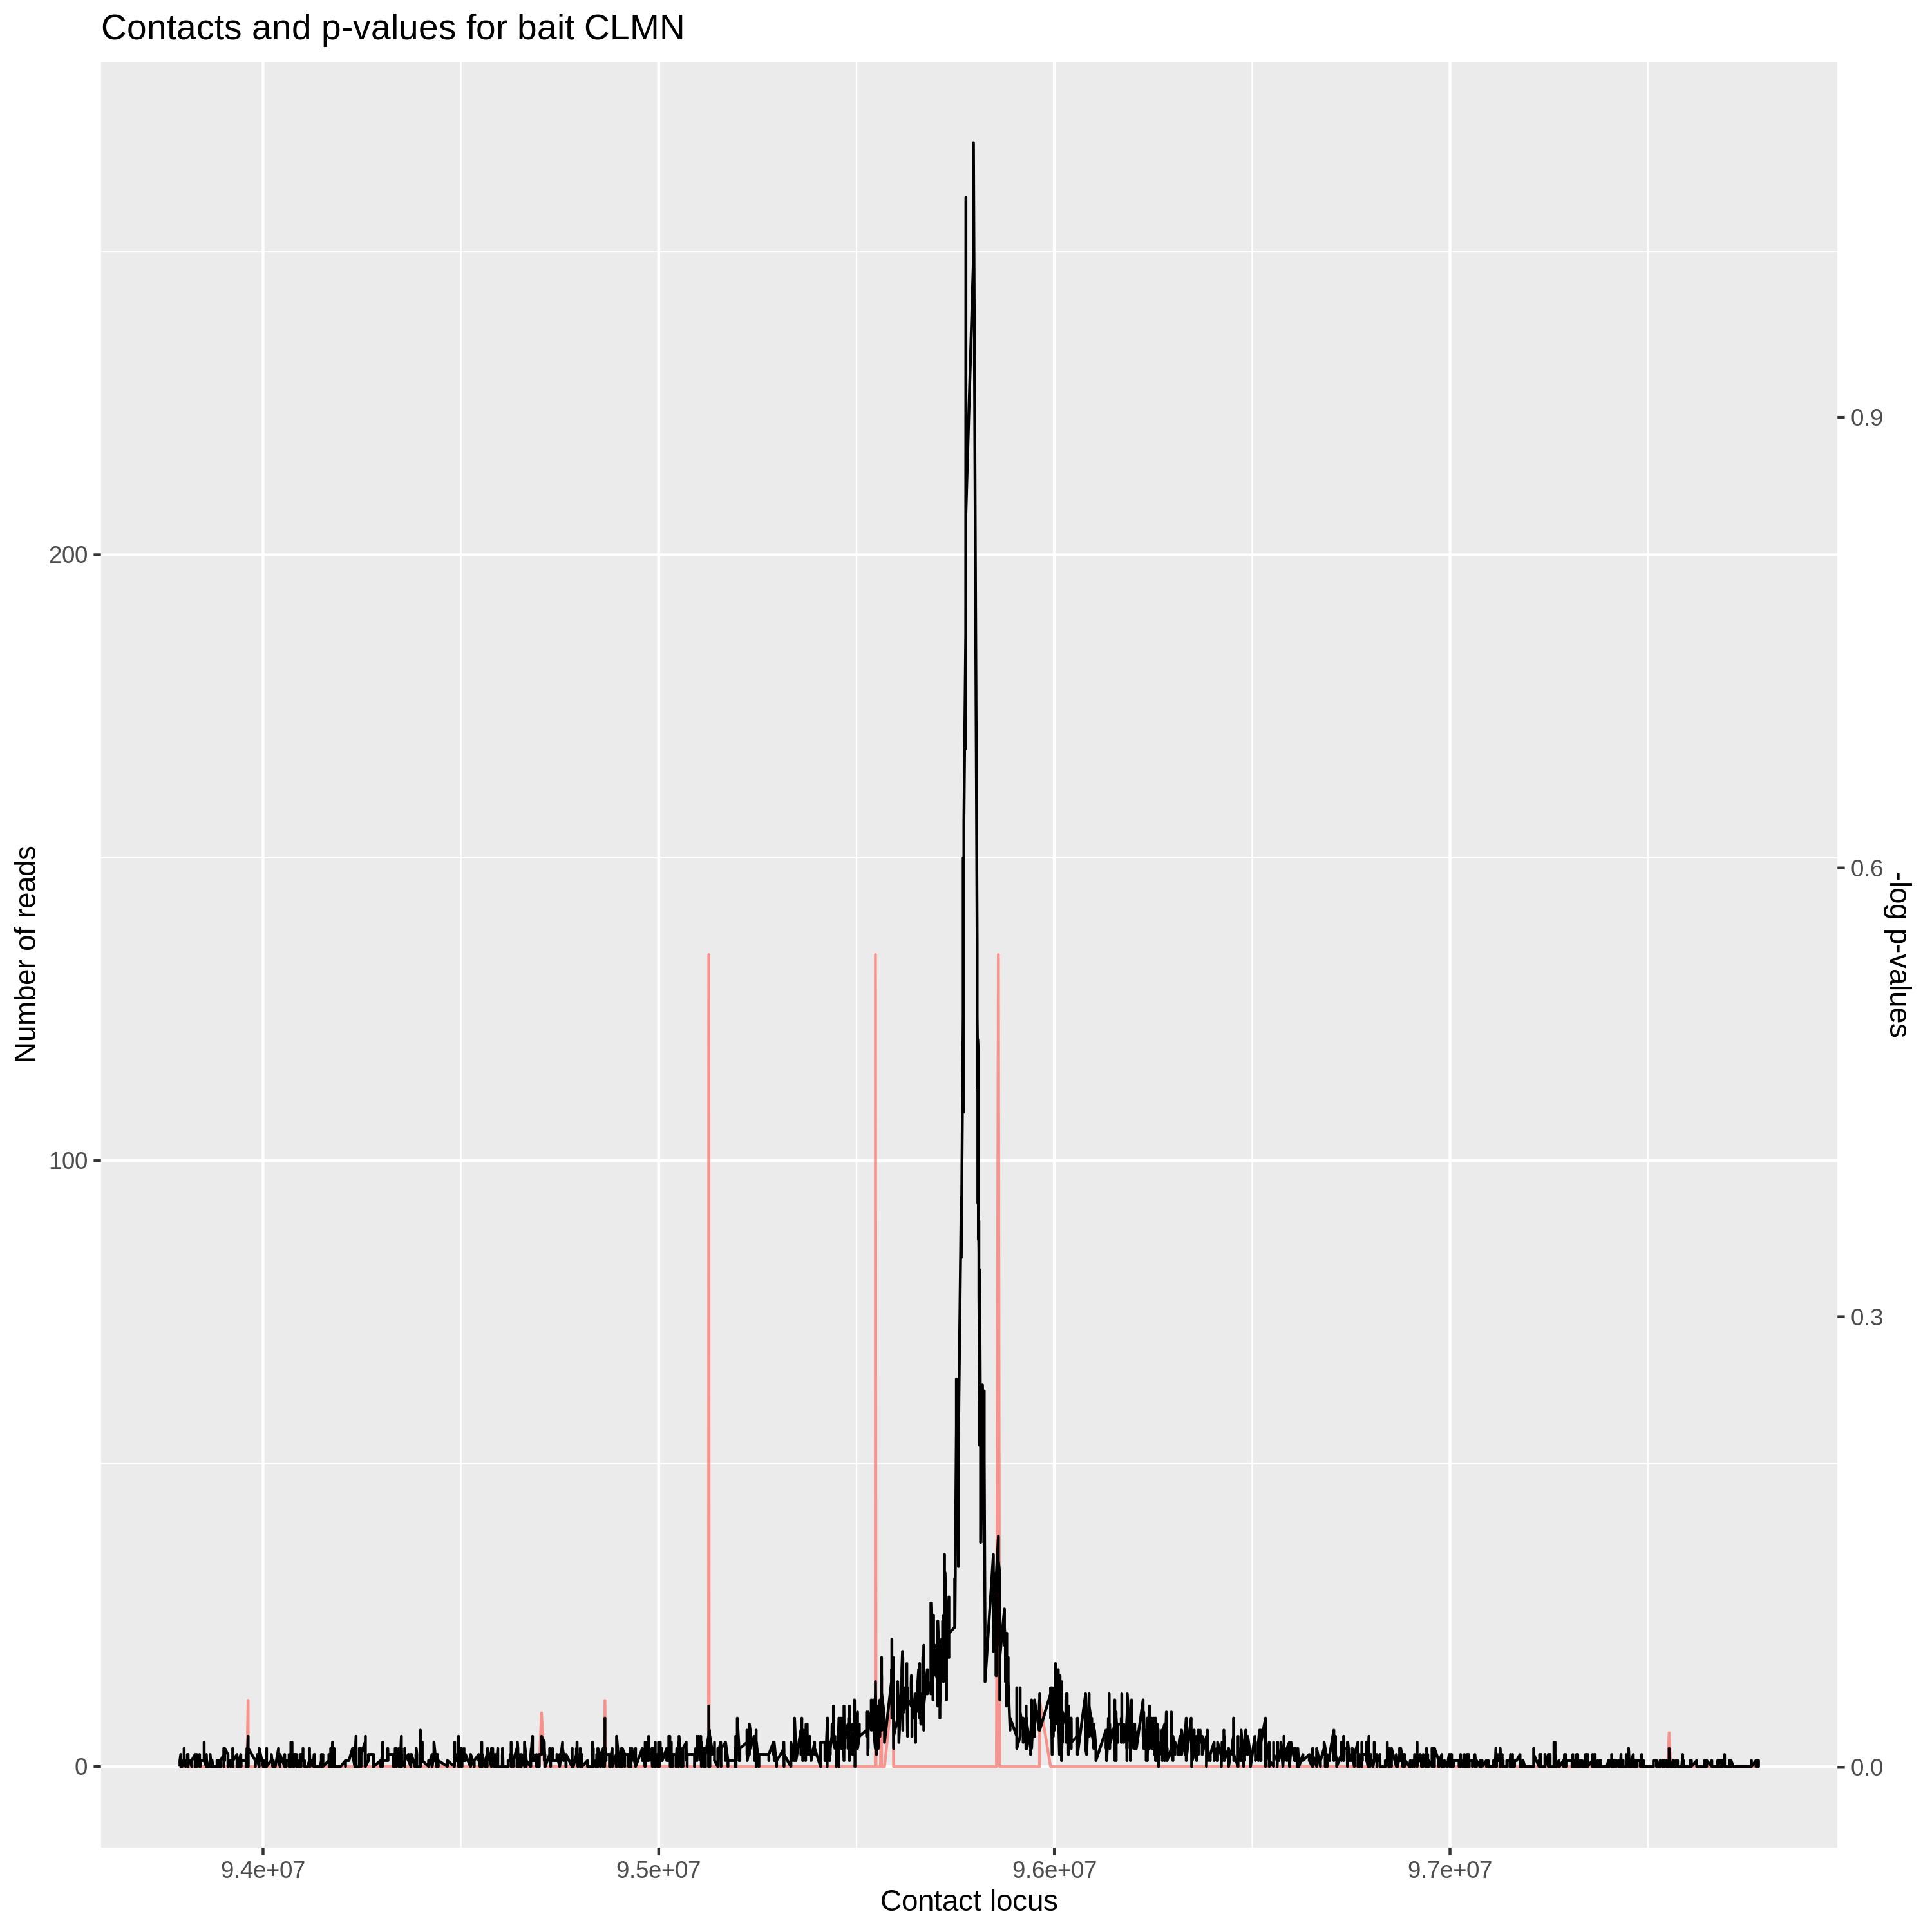 Contacts and p-values for bait CLMN
Number of reads
200
100
0
0.9
0.6
0.3
0.0
-log p-values
9.4e+07
9.5e+07
9.6e+07
9.7e+07
Contact locus